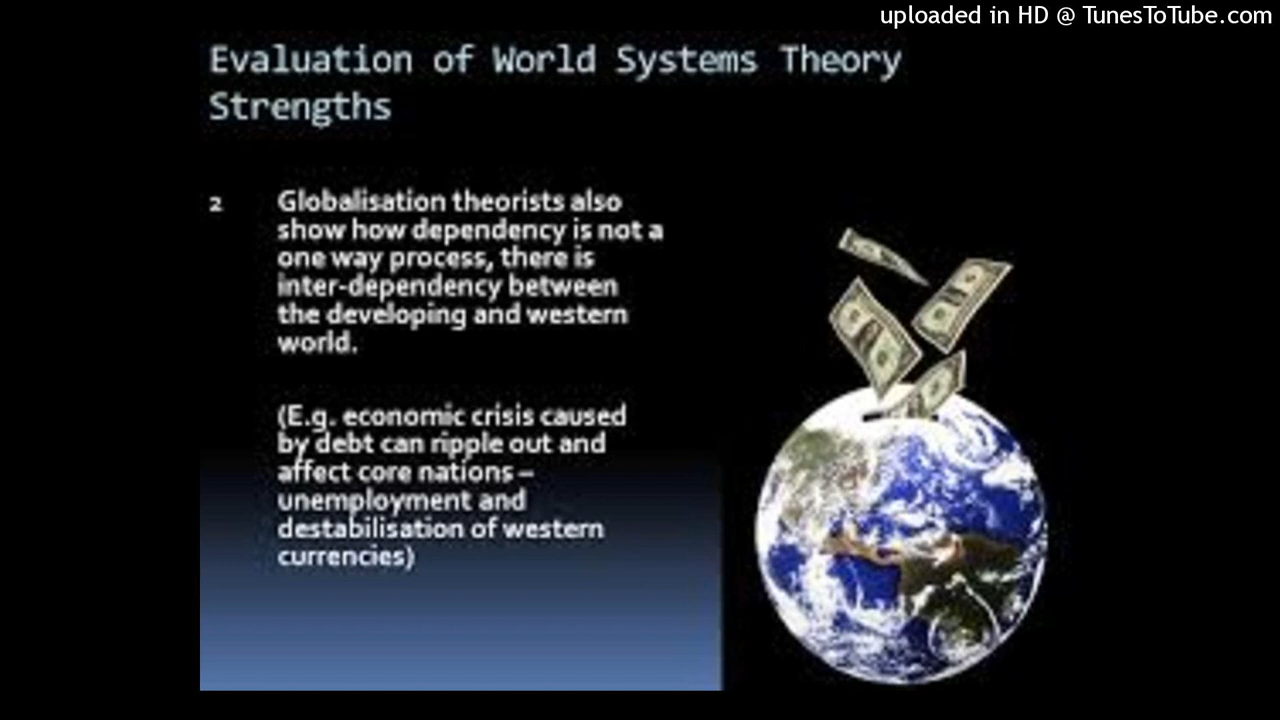 uploaded in HD @ TunesToTube.com
Evaluation of World Systems Theory
Strengths
2 Globalisation theorists also
show how dependency is not a
one way process, there is
inter-dependency between
the developing and western
world.
(E.g. economic crisis caused
by debt can ripple out and
affect core nations –
unemployment and
destabilisation of western
currencies)